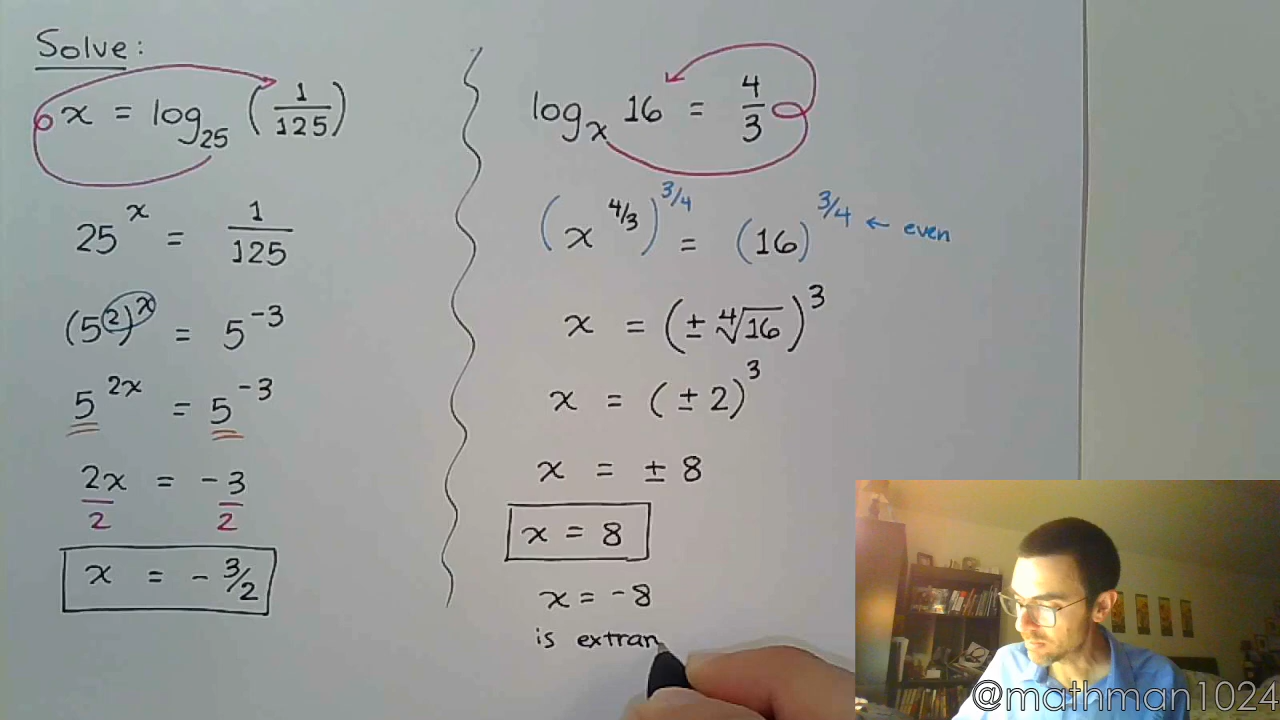 Solve:
x = log₂₅ (1/125)
25^x = 1/125
(5^2)^x = 5^-3
5^2x = 5^-3
2x/2 = -3/2
x = -3/2
logₓ 16 = 4/3
(x^4/3)^3/4 = (16)^3/4 ← even
x = (± ∜16)^3
x = (± 2)^3
x = ± 8
x = 8
x = -8
is extran
@mathman1024